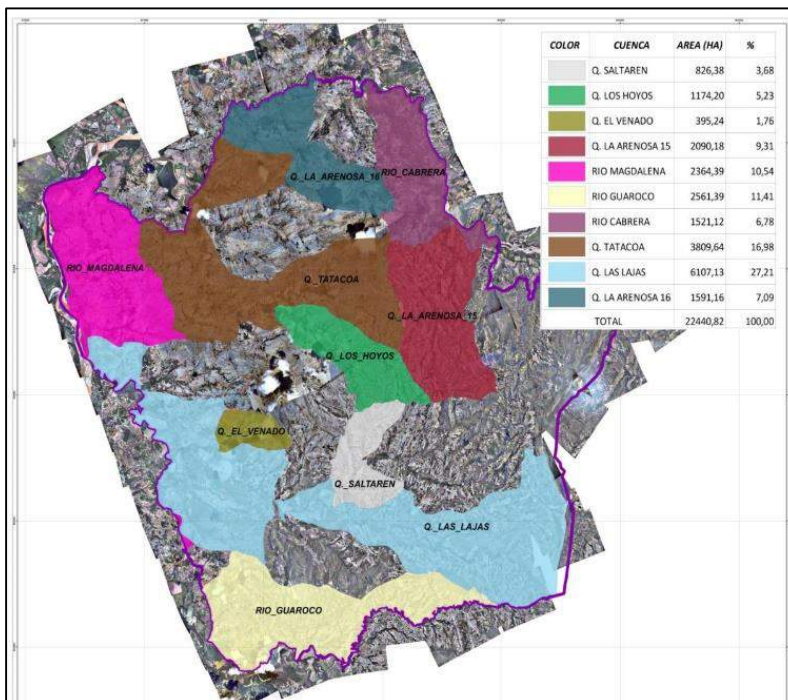 COLOR CUENCA AREA (HA) %
Q. SALTAREN 826,38 3,68
Q. LOS HOYOS 1174,20 5,23
Q. EL VENADO 395,24 1,76
Q. LA ARENOSA 15 2090,18 9,31
RIO MAGDALENA 2364,39 10,54
RIO GUAROCO 2561,39 11,41
RIO CABRERA 1521,12 6,78
Q. TATACOA 3809,64 16,98
Q. LAS LAJAS 6107,13 27,21
Q. LA ARENOSA 16 1591,16 7,09
TOTAL 22440,82 100,00
RIO_CABRERA
Q._LA_ARENOSA_16
RIO_MAGDALENA
Q._TATACOA
Q._LA_ARENOSA_15
Q._LOS_HOYOS
Q._EL_VENADO
Q._SALTAREN
Q._LAS_LAJAS
RIO_GUAROCO